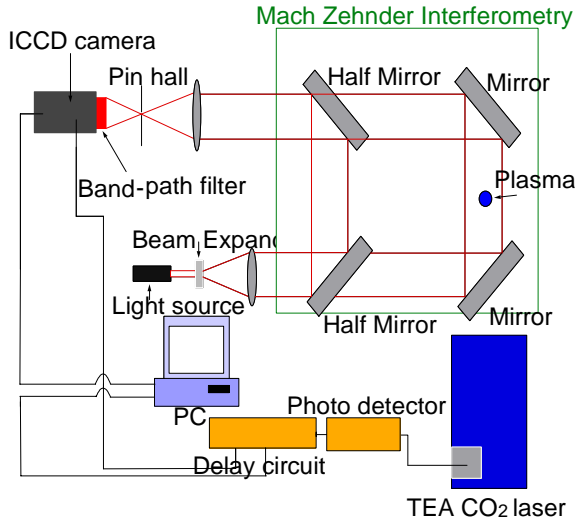 Mach Zehnder Interferometry
ICCD camera
Pin hall
Half Mirror
Mirror
Band-path filter
Plasma
Beam Expand
Light source
Half Mirror
Mirror
PC
Photo detector
Delay circuit
TEA CO2 laser